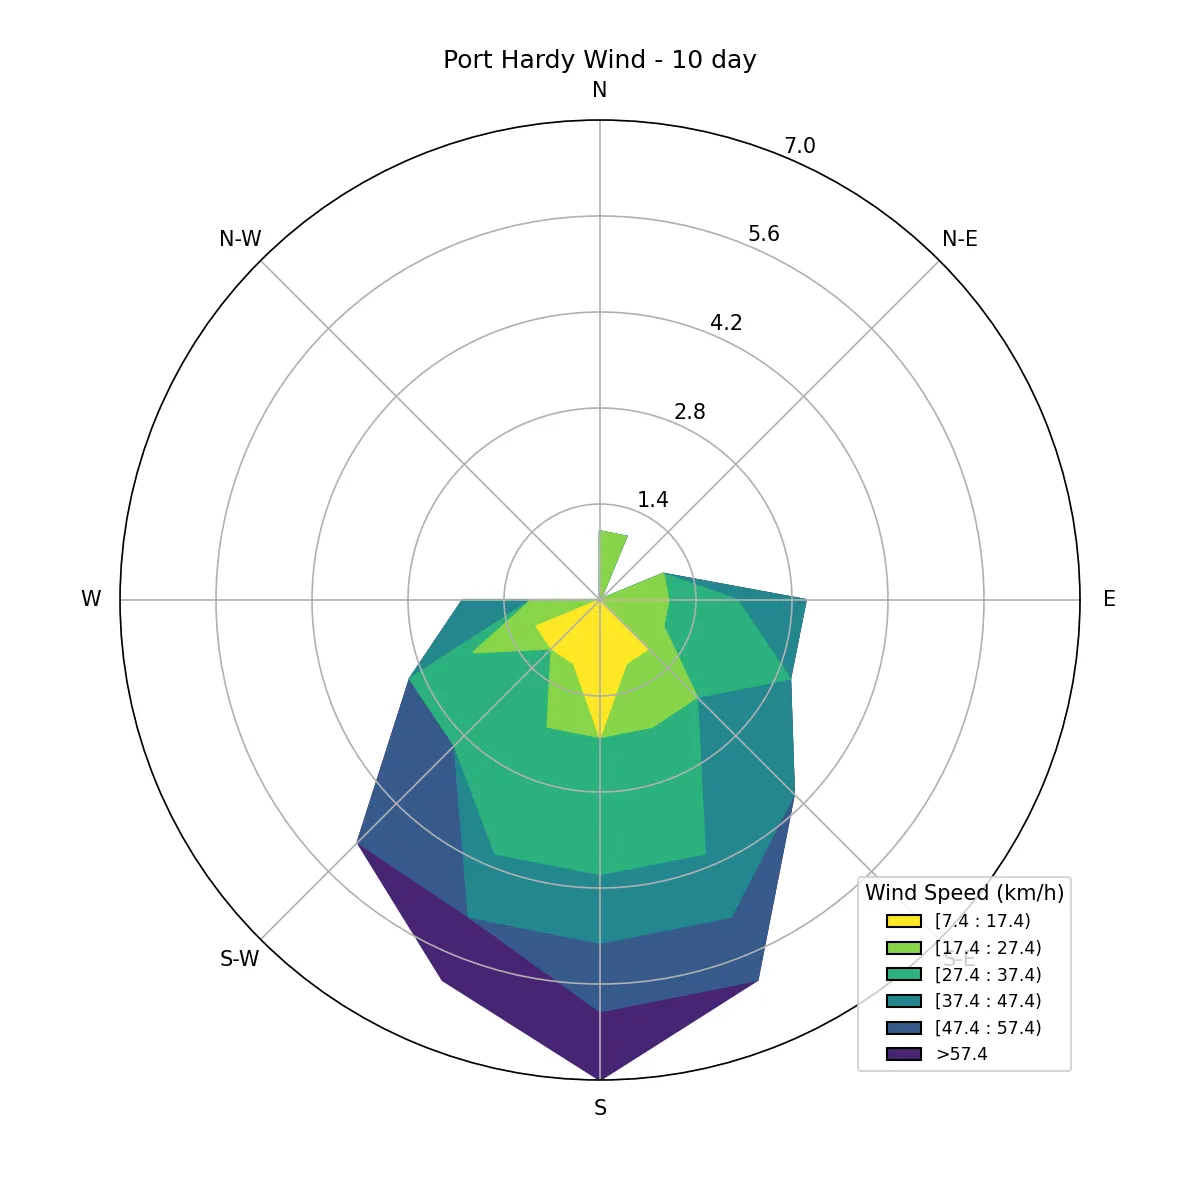 Port Hardy Wind - 10 day
N
7.0
N-W
5.6
N-E
4.2
2.8
1.4
W
E
S-W
S-E
S
Wind Speed (km/h)
[7.4 : 17.4)
[17.4 : 27.4)
[27.4 : 37.4)
[37.4 : 47.4)
[47.4 : 57.4)
>57.4